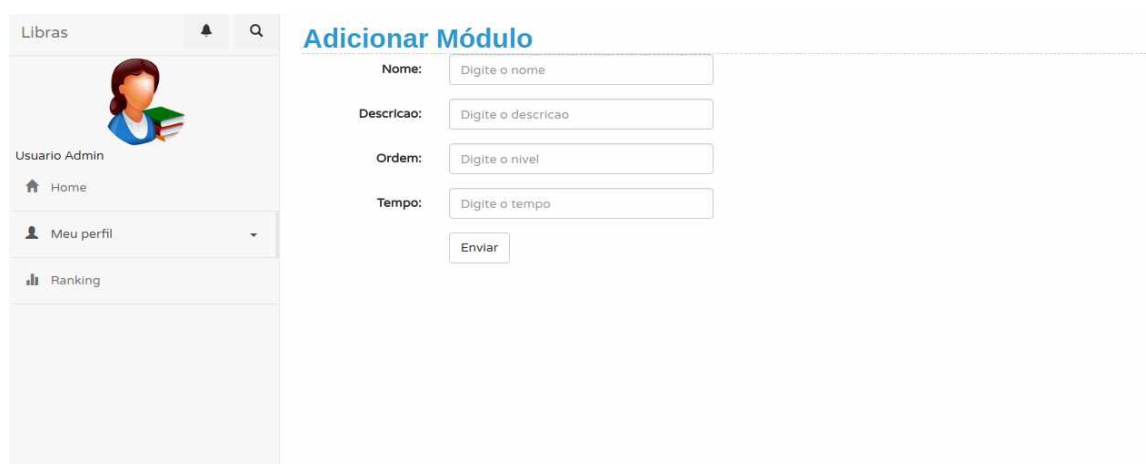 Libras
Usuario Admin
Home
Meu perfil
Ranking
Adicionar Módulo
Nome: Digite o nome
Descricao: Digite o descricao
Ordem: Digite o nivel
Tempo: Digite o tempo
Enviar